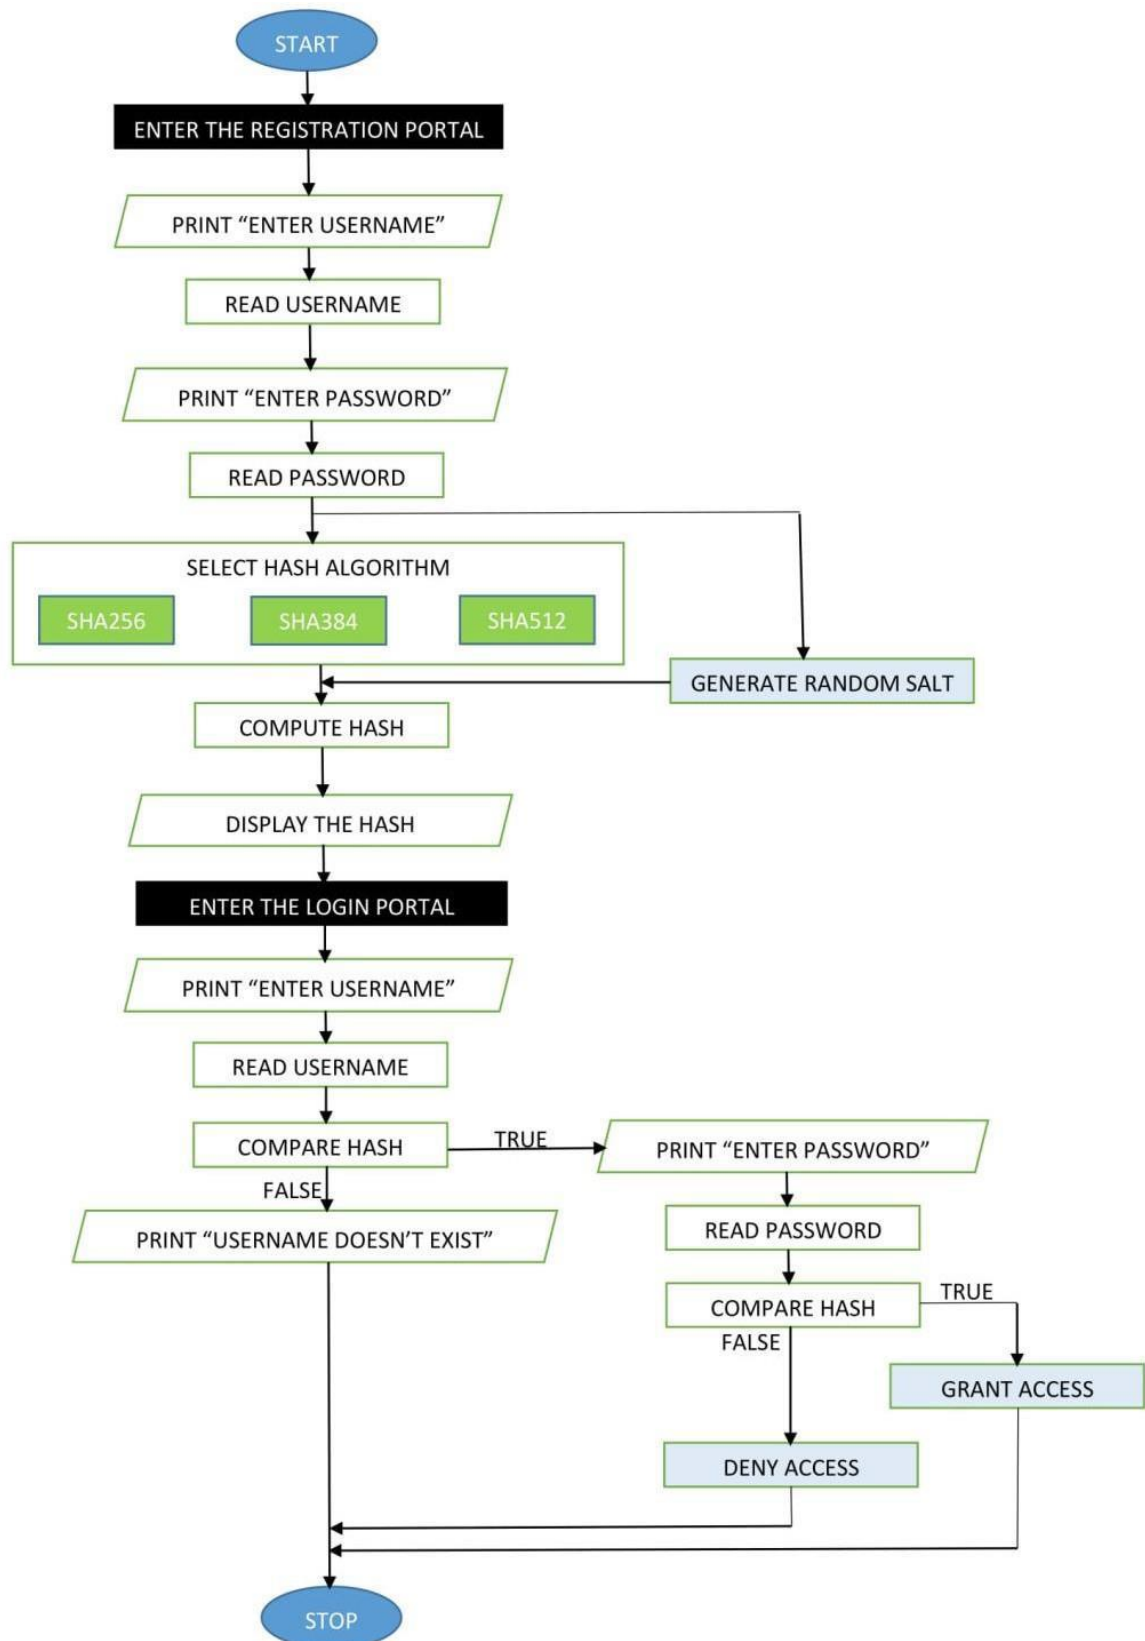 START
ENTER THE REGISTRATION PORTAL
PRINT “ENTER USERNAME”
READ USERNAME
PRINT “ENTER PASSWORD”
READ PASSWORD
SELECT HASH ALGORITHM
SHA256 SHA384 SHA512
GENERATE RANDOM SALT
COMPUTE HASH
DISPLAY THE HASH
ENTER THE LOGIN PORTAL
PRINT “ENTER USERNAME”
READ USERNAME
COMPARE HASH
TRUE
FALSE
PRINT “USERNAME DOESN’T EXIST”
PRINT “ENTER PASSWORD”
READ PASSWORD
COMPARE HASH
TRUE
FALSE
GRANT ACCESS
DENY ACCESS
STOP